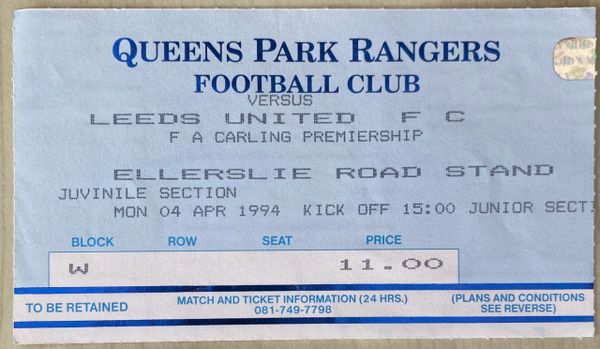 QUEENS PARK RANGERS
FOOTBALL CLUB
VERSUS
LEEDS UNITED F C
F A CARLING PREMIERSHIP
ELLERSLIE ROAD STAND
JUVINILE SECTION
MON 04 APR 1994 KICK OFF 15:00 JUNIOR SECTI
BLOCK ROW SEAT PRICE
W 11.00
TO BE RETAINED
MATCH AND TICKET INFORMATION (24 HRS.)
081-749-7798
(PLANS AND CONDITIONS
SEE REVERSE)